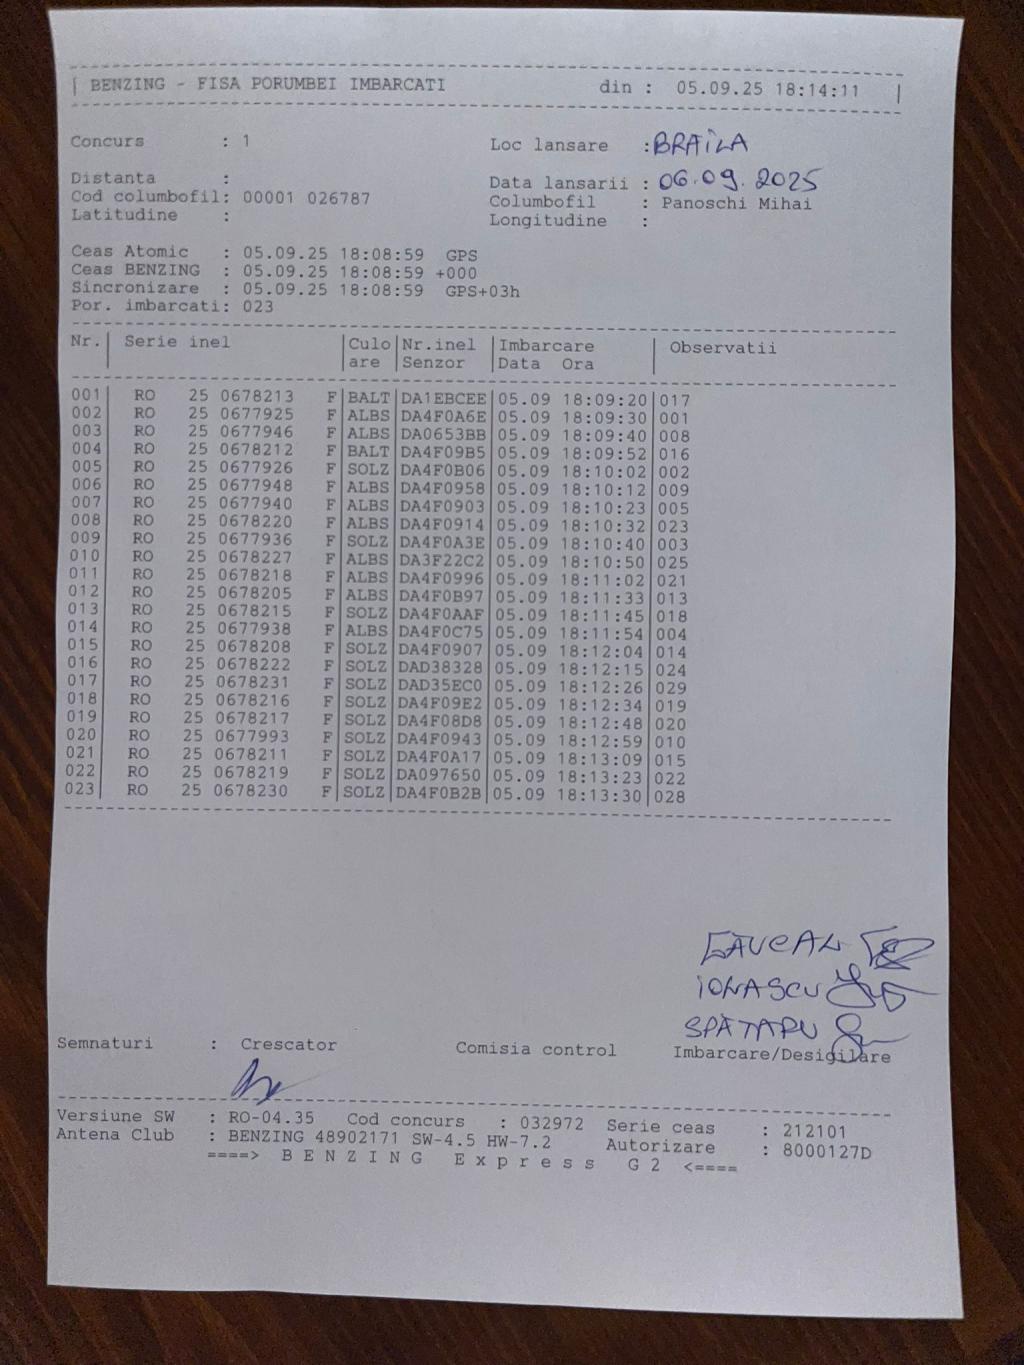 | BENZING - FISA PORUMBEI IMBARCATI din : 05.09.25 18:14:11 |
Concurs : 1 Loc lansare : BRAILA
Distanta : Data lansarii : 06.09.2025
Cod columbofil: 00001 026787 Columbofil : Panoschi Mihai
Latitudine : Longitudine :
Ceas Atomic : 05.09.25 18:08:59 GPS
Ceas BENZING : 05.09.25 18:08:59 +000
Sincronizare : 05.09.25 18:08:59 GPS+03h
Por. imbarcati: 023
Nr.| Serie inel |Culo|Nr.inel |Imbarcare | Observatii
|are |Senzor |Data Ora |
001 RO 25 0678213 F|BALT|DA1EBCEE|05.09 18:09:20|017
002 RO 25 0677925 F|ALBS|DA4F0A6E|05.09 18:09:30|001
003 RO 25 0677946 F|ALBS|DA0653BB|05.09 18:09:40|008
004 RO 25 0678212 F|BALT|DA4F09B5|05.09 18:09:52|016
005 RO 25 0677926 F|SOLZ|DA4F0B06|05.09 18:10:02|002
006 RO 25 0677948 F|ALBS|DA4F0958|05.09 18:10:12|009
007 RO 25 0677940 F|ALBS|DA4F0903|05.09 18:10:23|005
008 RO 25 0678220 F|ALBS|DA4F0914|05.09 18:10:32|023
009 RO 25 0677936 F|SOLZ|DA4F0A3E|05.09 18:10:40|003
010 RO 25 0678227 F|ALBS|DA3F22C2|05.09 18:10:50|025
011 RO 25 0678218 F|ALBS|DA4F0996|05.09 18:11:02|021
012 RO 25 0678205 F|ALBS|DA4F0B97|05.09 18:11:33|013
013 RO 25 0678215 F|SOLZ|DA4F0AAF|05.09 18:11:45|018
014 RO 25 0677938 F|ALBS|DA4F0C75|05.09 18:11:54|004
015 RO 25 0678208 F|SOLZ|DA4F0907|05.09 18:12:04|014
016 RO 25 0678222 F|SOLZ|DAD38328|05.09 18:12:15|024
017 RO 25 0678231 F|SOLZ|DAD35EC0|05.09 18:12:26|029
018 RO 25 0678216 F|SOLZ|DA4F09E2|05.09 18:12:34|019
019 RO 25 0678217 F|SOLZ|DA4F08D8|05.09 18:12:48|020
020 RO 25 0677993 F|SOLZ|DA4F0943|05.09 18:12:59|010
021 RO 25 0678211 F|SOLZ|DA4F0A17|05.09 18:13:09|015
022 RO 25 0678219 F|SOLZ|DA097650|05.09 18:13:23|022
023 RO 25 0678230 F|SOLZ|DA4F0B2B|05.09 18:13:30|028
IONASCU
SPĂTARU
Semnaturi : Crescator Comisia control Imbarcare/Desigilare
Versiune SW : RO-04.35 Cod concurs : 032972 Serie ceas : 212101
Antena Club : BENZING 48902171 SW-4.5 HW-7.2 Autorizare : 8000127D
====> B E N Z I N G E x p r e s s G 2 <====